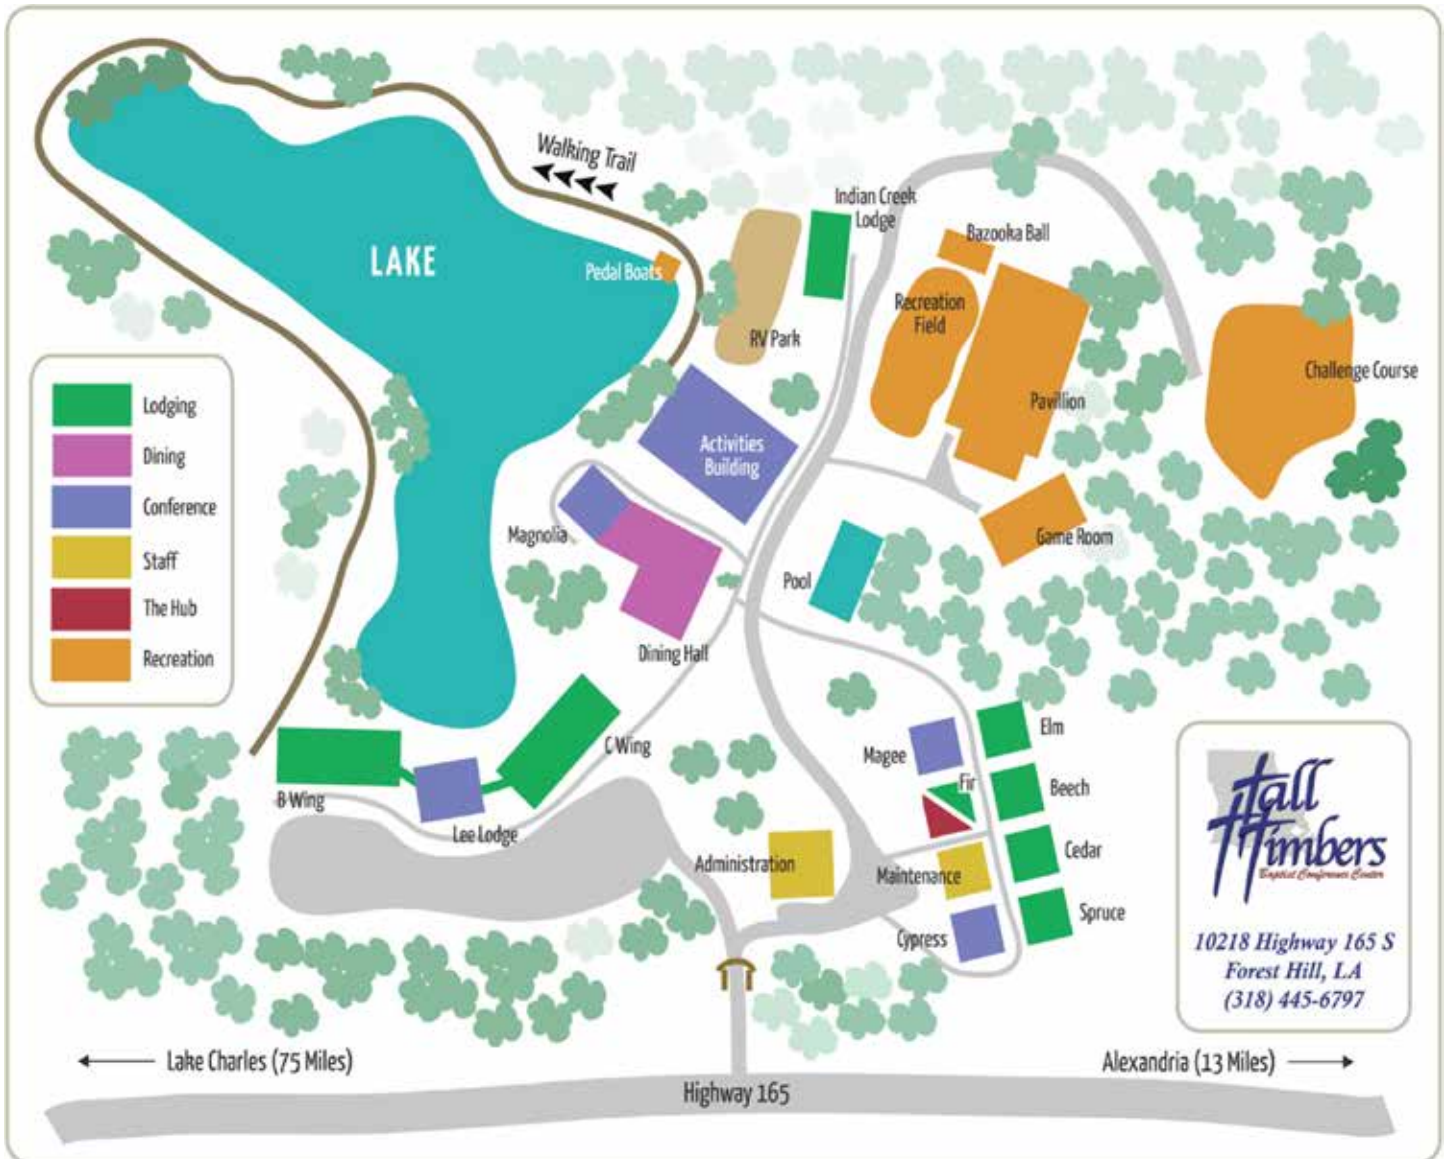 Walking Trail
Indian Creek
Lodge
Bazooka Ball
LAKE
Pedal Boats
Recreation
Field
RV Park
Challenge Course
Pavillion
Lodging
Dining
Conference
Staff
The Hub
Recreation
Activities
Building
Magnolia
Game Room
Pool
Dining Hall
C-Wing
B-Wing
Lee Lodge
Elm
Magee
Fir
Beech
Cedar
Administration
Maintenance
Spruce
Cypress
Tall
Timbers
Baptist Conference Center
10218 Highway 165 S
Forest Hill, LA
(318) 445-6797
Lake Charles (75 Miles)
Alexandria (13 Miles)
Highway 165